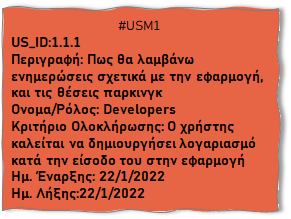 #USM1
US_ID:1.1.1
Περιγραφή: Πως θα λαμβάνω
ενημερώσεις σχετικά με την εφαρμογή,
και τις θέσεις παρκινγκ
Ονομα/Ρόλος: Developers
Κριτήριο Ολοκλήρωσης: Ο χρήστης
καλείται να δημιουργήσει λογαριασμό
κατά την είσοδο του στην εφαρμογή
Ημ. Έναρξης: 22/1/2022
Ημ. Λήξης:22/1/2022